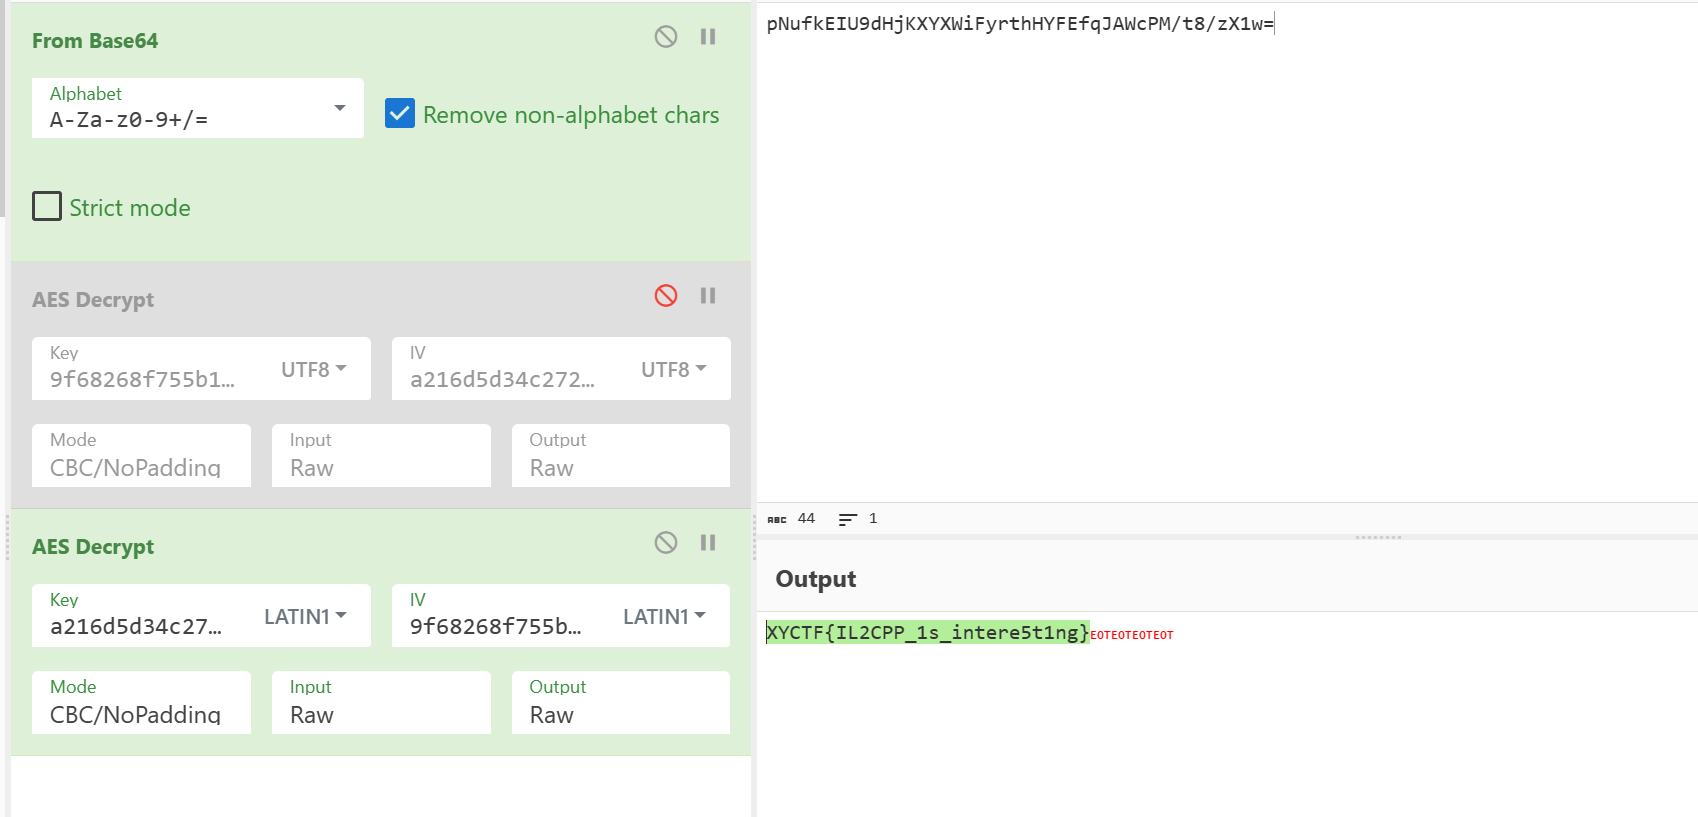 From Base64
Alphabet
A-Za-z0-9+/=
Remove non-alphabet chars
Strict mode
AES Decrypt
Key
9f68268f755b1…
UTF8
IV
a216d5d34c272…
UTF8
Mode
CBC/NoPadding
Input
Raw
Output
Raw
AES Decrypt
Key
a216d5d34c27…
LATIN1
IV
9f68268f755b…
LATIN1
Mode
CBC/NoPadding
Input
Raw
Output
Raw
pNufkEIU9dHjKXYXWiFyrthHYFEfqJAWcPM/t8/zX1w=
ABC 44 1
Output
XYCTF{IL2CPP_1s_intere5t1ng}EOTEOTEOTEOT